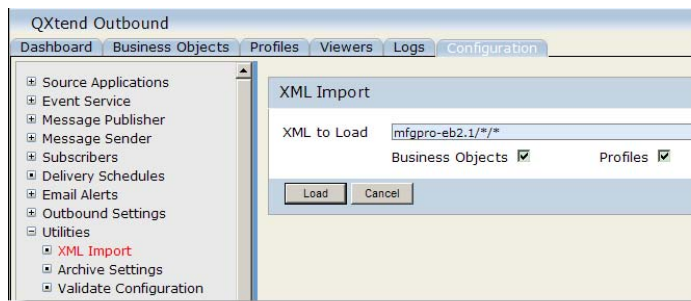 QXtend Outbound
Dashboard Business Objects Profiles Viewers Logs Configuration
Source Applications
Event Service
Message Publisher
Message Sender
Subscribers
Delivery Schedules
Email Alerts
Outbound Settings
Utilities
XML Import
Archive Settings
Validate Configuration
XML Import
XML to Load mfgpro-eb2.1/*/*
Business Objects Profiles
Load Cancel